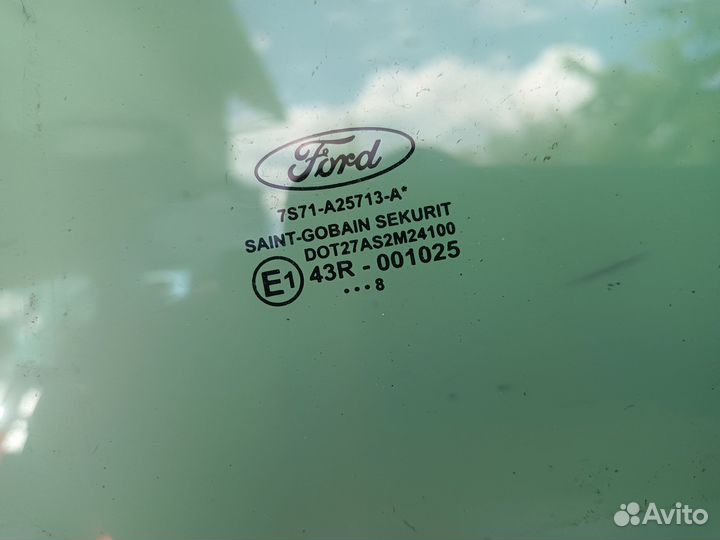 Ford
7S71-A25713-A*
SAINT-GOBAIN SEKURIT
DOT27AS2M24100
E1 43R - 001025
...8
Avito